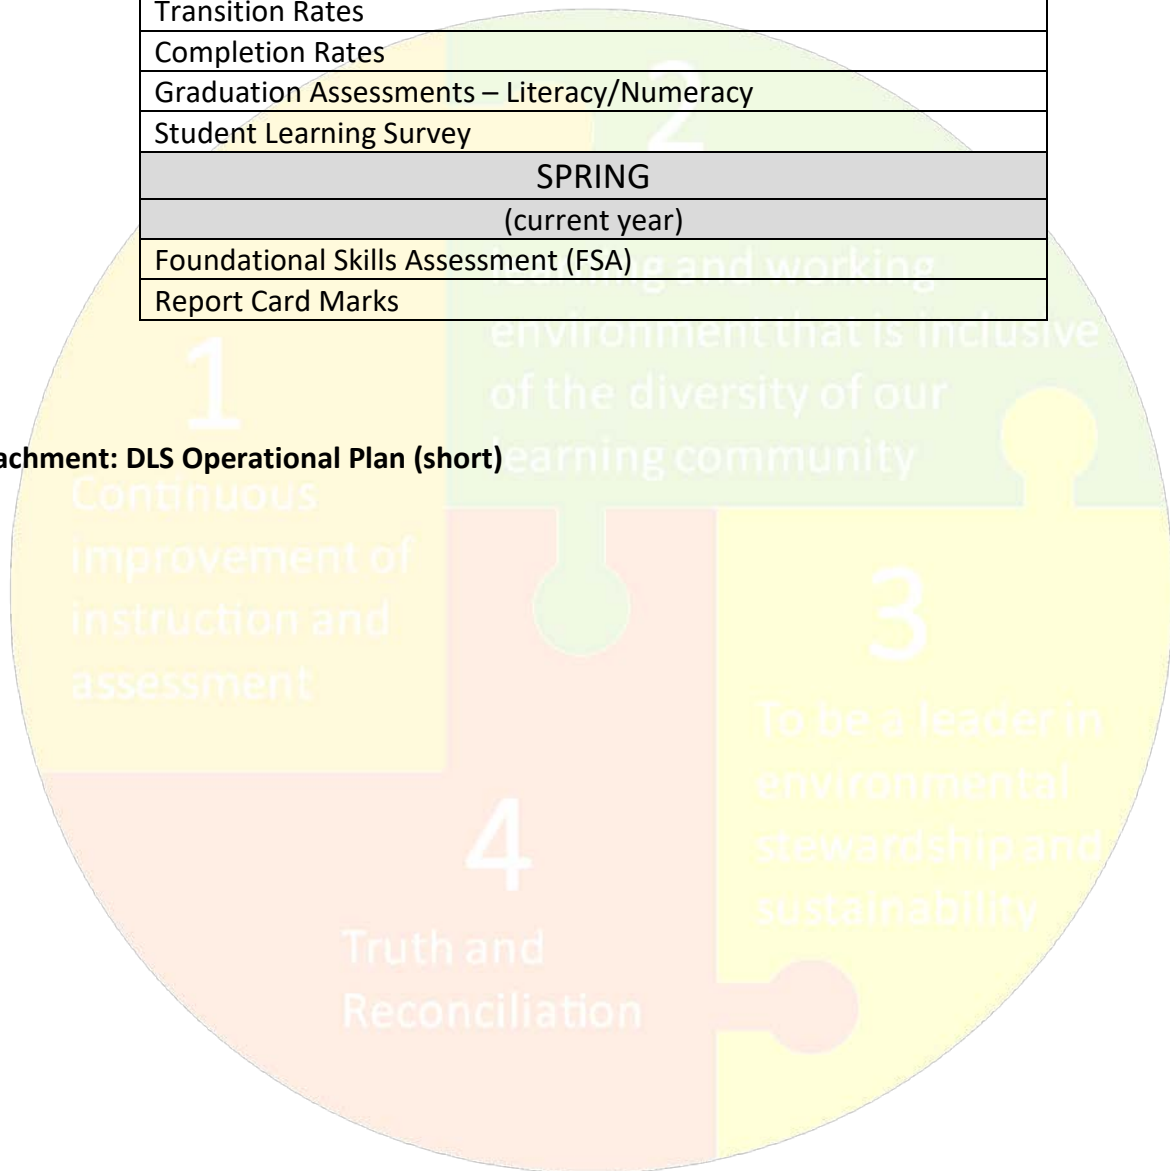 Transition Rates
Completion Rates
Graduation Assessments – Literacy/Numeracy
Student Learning Survey
SPRING
(current year)
Foundational Skills Assessment (FSA)
Report Card Marks
achment: DLS Operational Plan (short)
2
learning and working
environment that is inclusive
of the diversity of our
learning community
1
Continuous
improvement of
instruction and
assessment
3
To be a leader in
environmental
stewardship and
sustainability
4
Truth and
Reconciliation